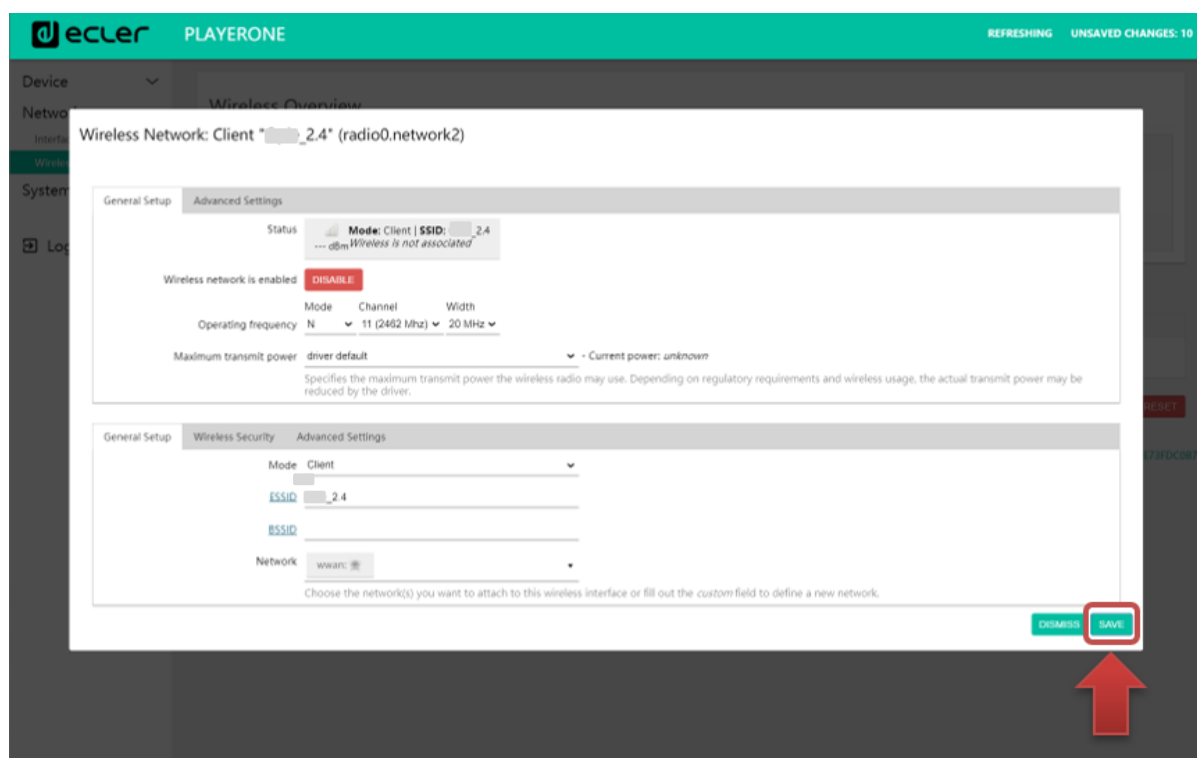 ecler PLAYERONE REFRESHING UNSAVED CHANGES: 10
Device
Wireless Overview
Wireless Network: Client " _2.4" (radio0.network2)
System
General Setup Advanced Settings
Status Mode: Client | SSID: _2.4
--- dBm Wireless is not associated
Wireless network is enabled DISABLE
Mode Channel Width
Operating frequency N 11 (2462 Mhz) 20 MHz
Maximum transmit power driver default - Current power: unknown
Specifies the maximum transmit power the wireless radio may use. Depending on regulatory requirements and wireless usage, the actual transmit power may be
reduced by the driver.
RESET
General Setup Wireless Security Advanced Settings
Mode Client
ESSID _2.4
BSSID
Network wwan:
Choose the network(s) you want to attach to this wireless interface or fill out the custom field to define a new network.
DISMISS SAVE